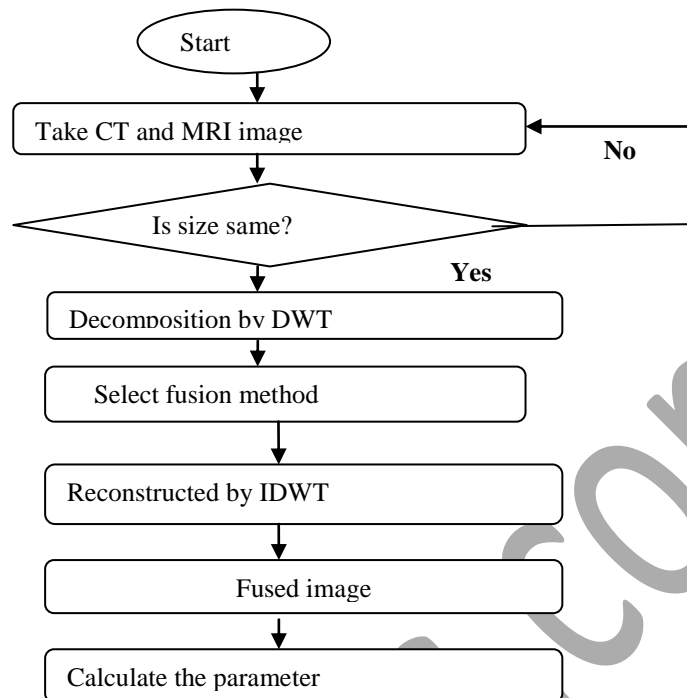 Start
Take CT and MRI image
No
Is size same?
Yes
Decomposition by DWT
Select fusion method
Reconstructed by IDWT
Fused image
Calculate the parameter